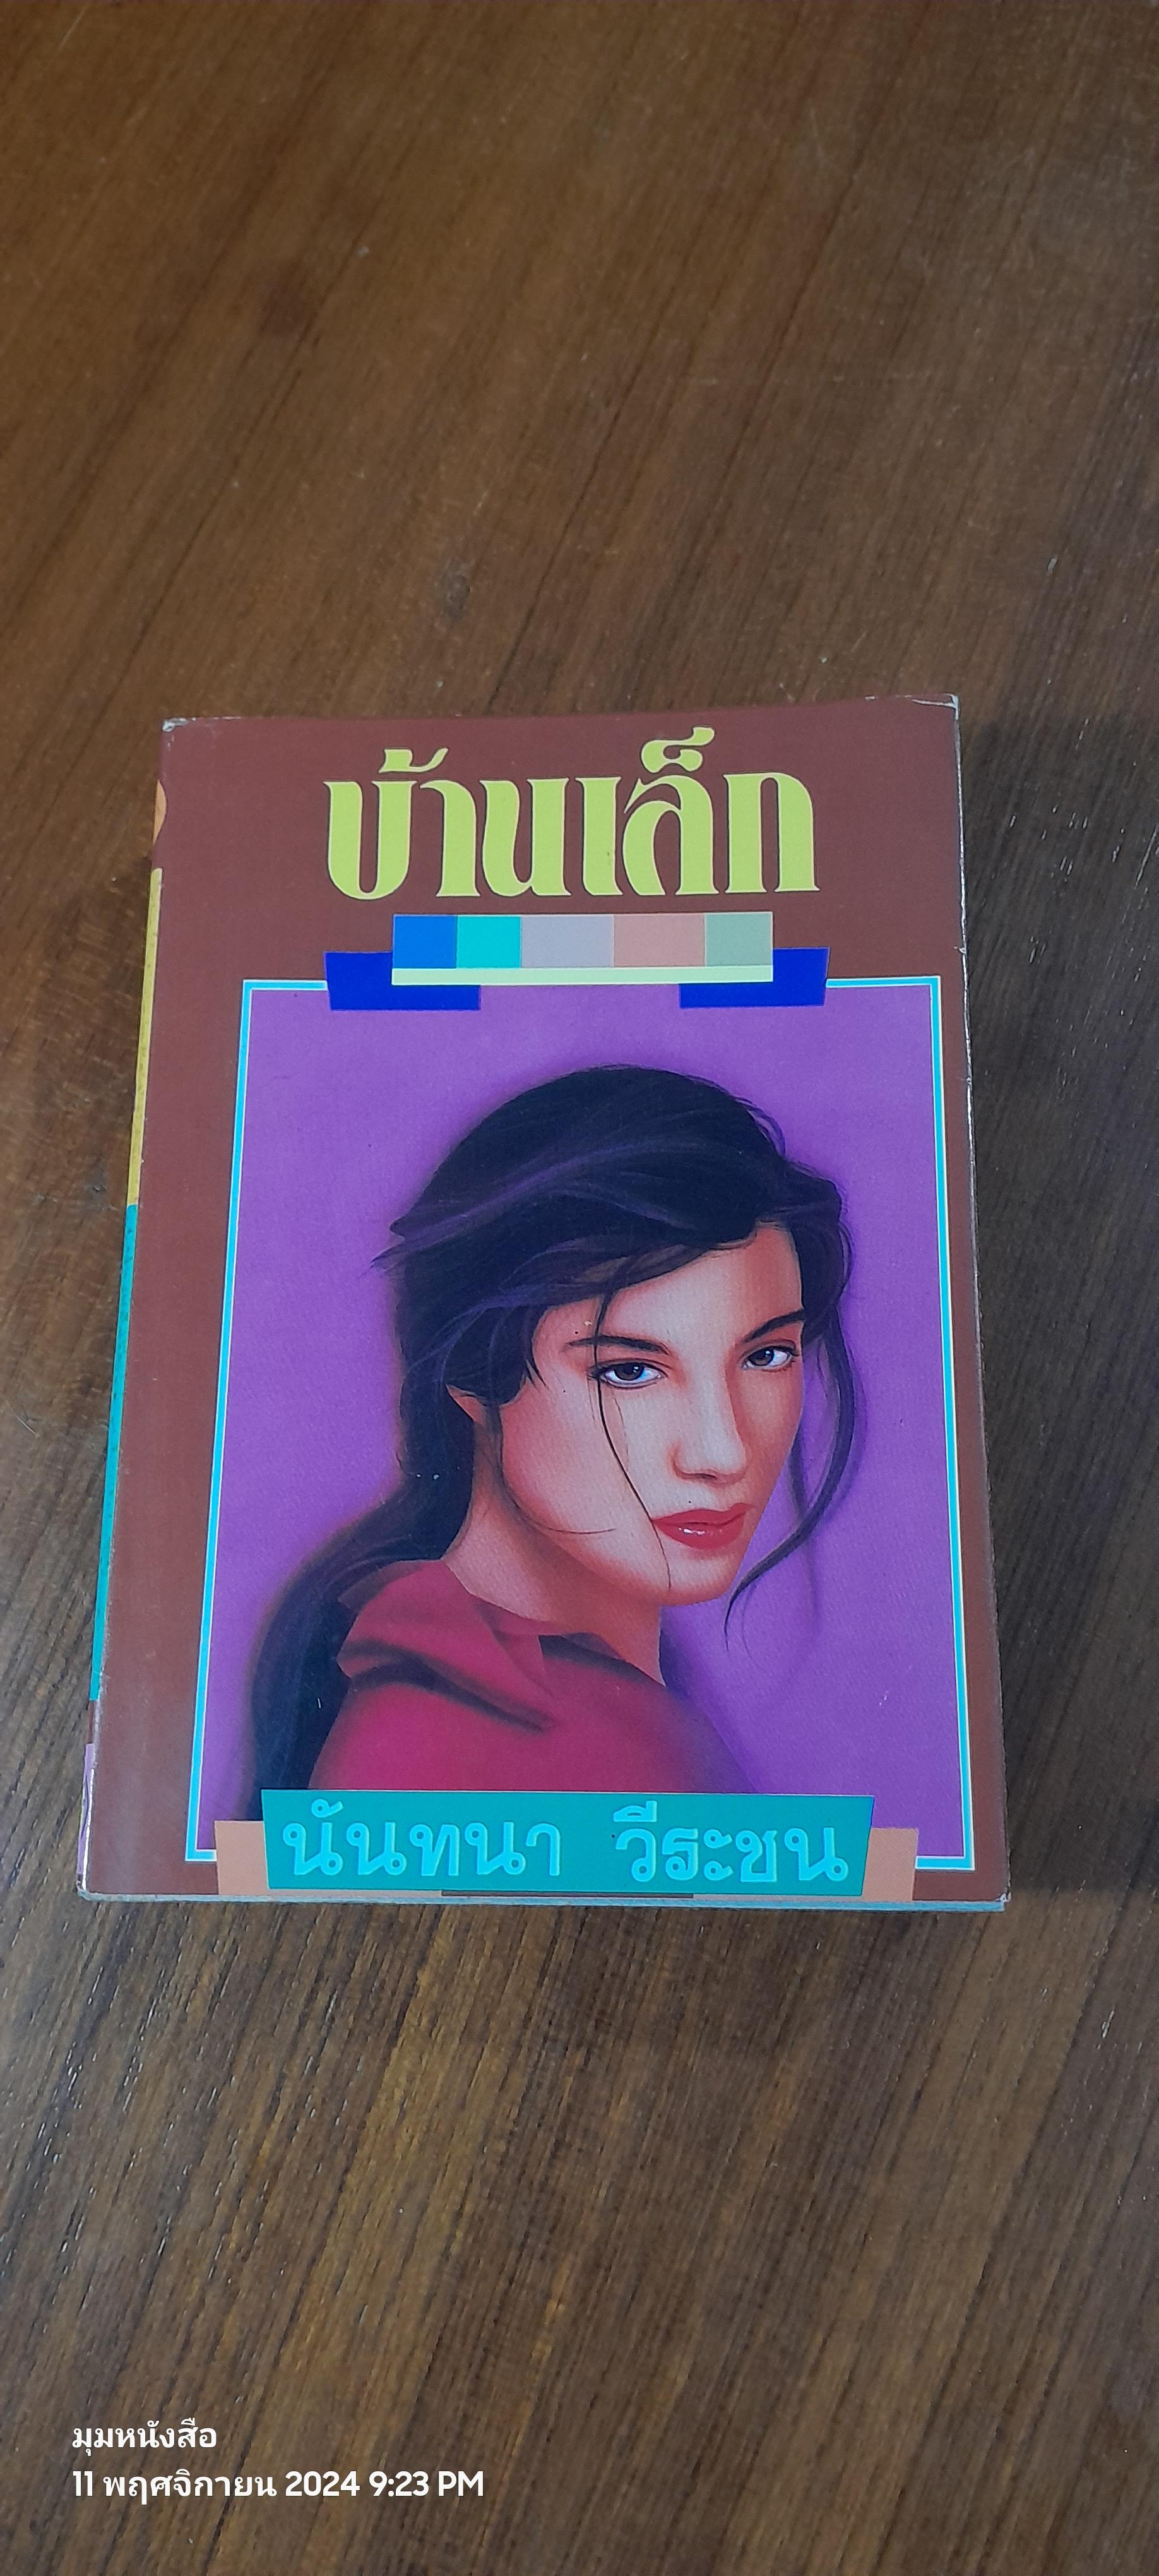 บ้านเล็ก
นันทนา วีระชน
มุมหนังสือ
11 พฤศจิกายน 2024 9:23 PM